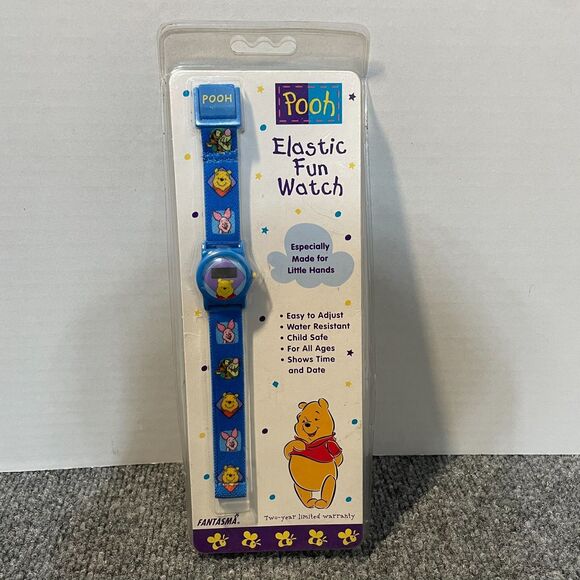 POOH
Pooh
Elastic
Fun
Watch
Especially
Made for
Little Hands
• Easy to Adjust
• Water Resistant
• Child Safe
• For All Ages
• Shows Time
and Date
Two-year limited warranty
FANTASMA